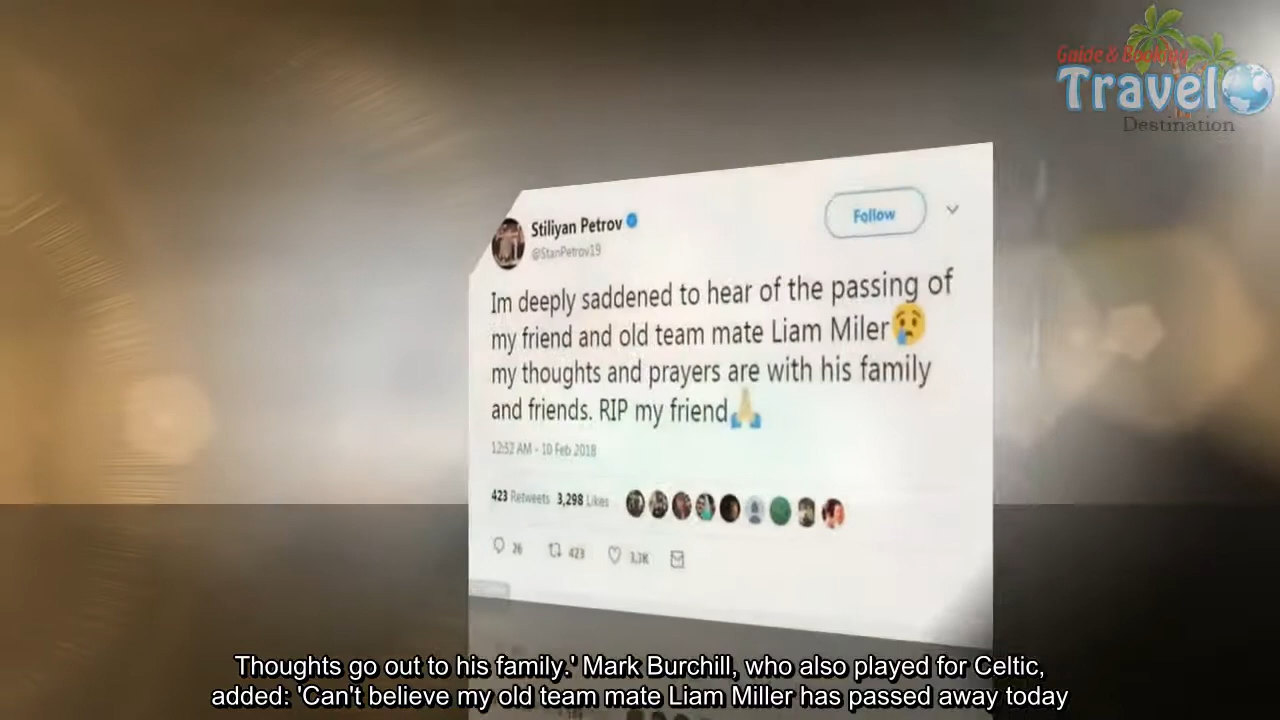 Guide & Booking
Travel
Destination
Stiliyan Petrov
Follow
@StanPetrov19
Im deeply saddened to hear of the passing of
my friend and old team mate Liam Miler😢
my thoughts and prayers are with his family
and friends. RIP my friend🙏
12:52 AM - 10 Feb 2018
423 Retweets 3,298 Likes
26 423 3.3K
Thoughts go out to his family.' Mark Burchill, who also played for Celtic,
added: 'Can't believe my old team mate Liam Miller has passed away today